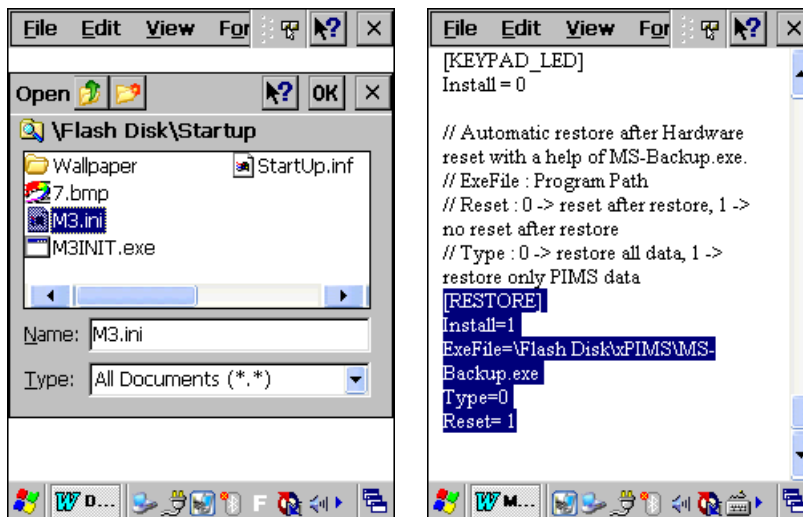 File Edit View For
Open OK
\Flash Disk\Startup
Wallpaper StartUp.inf
7.bmp
M3.ini
M3INIT.exe
Name: M3.ini
Type: All Documents (*.*)
D...
File Edit View For
[KEYPAD_LED]
Install = 0
// Automatic restore after Hardware
reset with a help of MS-Backup.exe.
// ExeFile : Program Path
// Reset : 0 -> reset after restore, 1 ->
no reset after restore
// Type : 0 -> restore all data, 1 ->
restore only PIMS data
[RESTORE]
Install=1
ExeFile=\Flash Disk\xPIMS\MS-
Backup.exe
Type=0
Reset= 1
M...